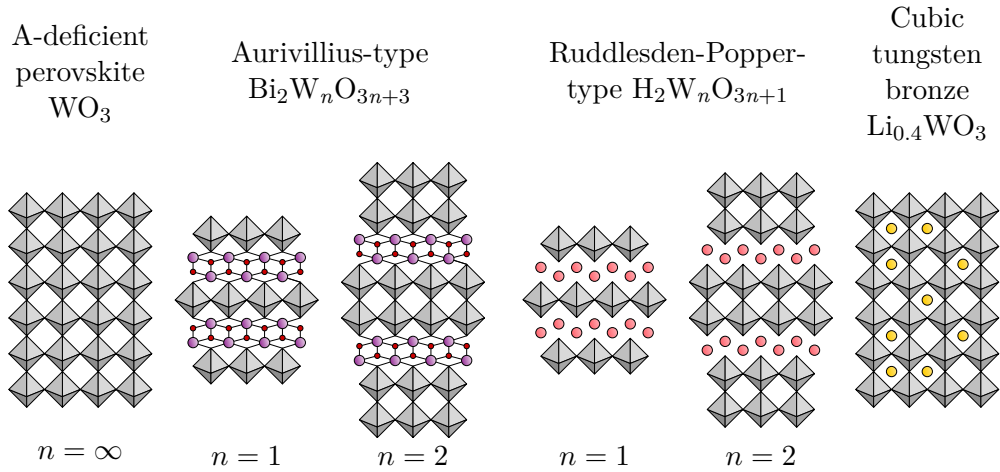 A-deficient
perovskite
WO₃
Aurivillius-type
Bi₂WₙO₃ₙ₊₃
Ruddlesden-Popper-
type H₂WₙO₃ₙ₊₁
Cubic
tungsten
bronze
Li₀.₄WO₃
n = ∞
n = 1
n = 2
n = 1
n = 2